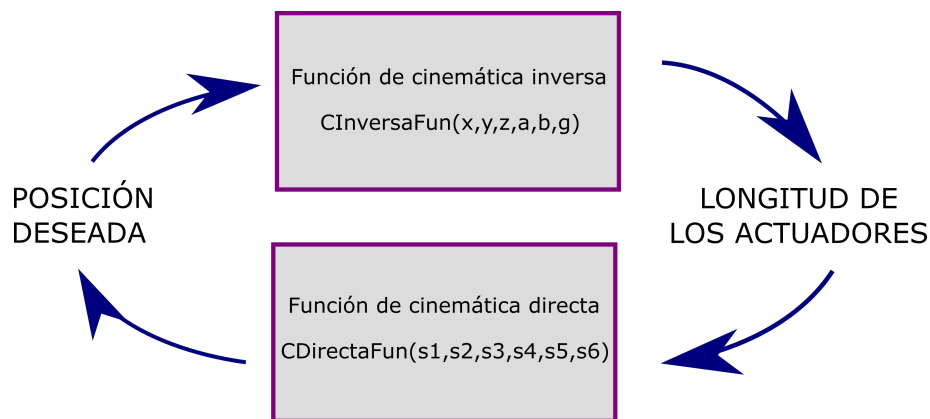 Función de cinemática inversa
CInversaFun(x,y,z,a,b,g)
POSICIÓN
DESEADA
LONGITUD DE
LOS ACTUADORES
Función de cinemática directa
CDirectaFun(s1,s2,s3,s4,s5,s6)